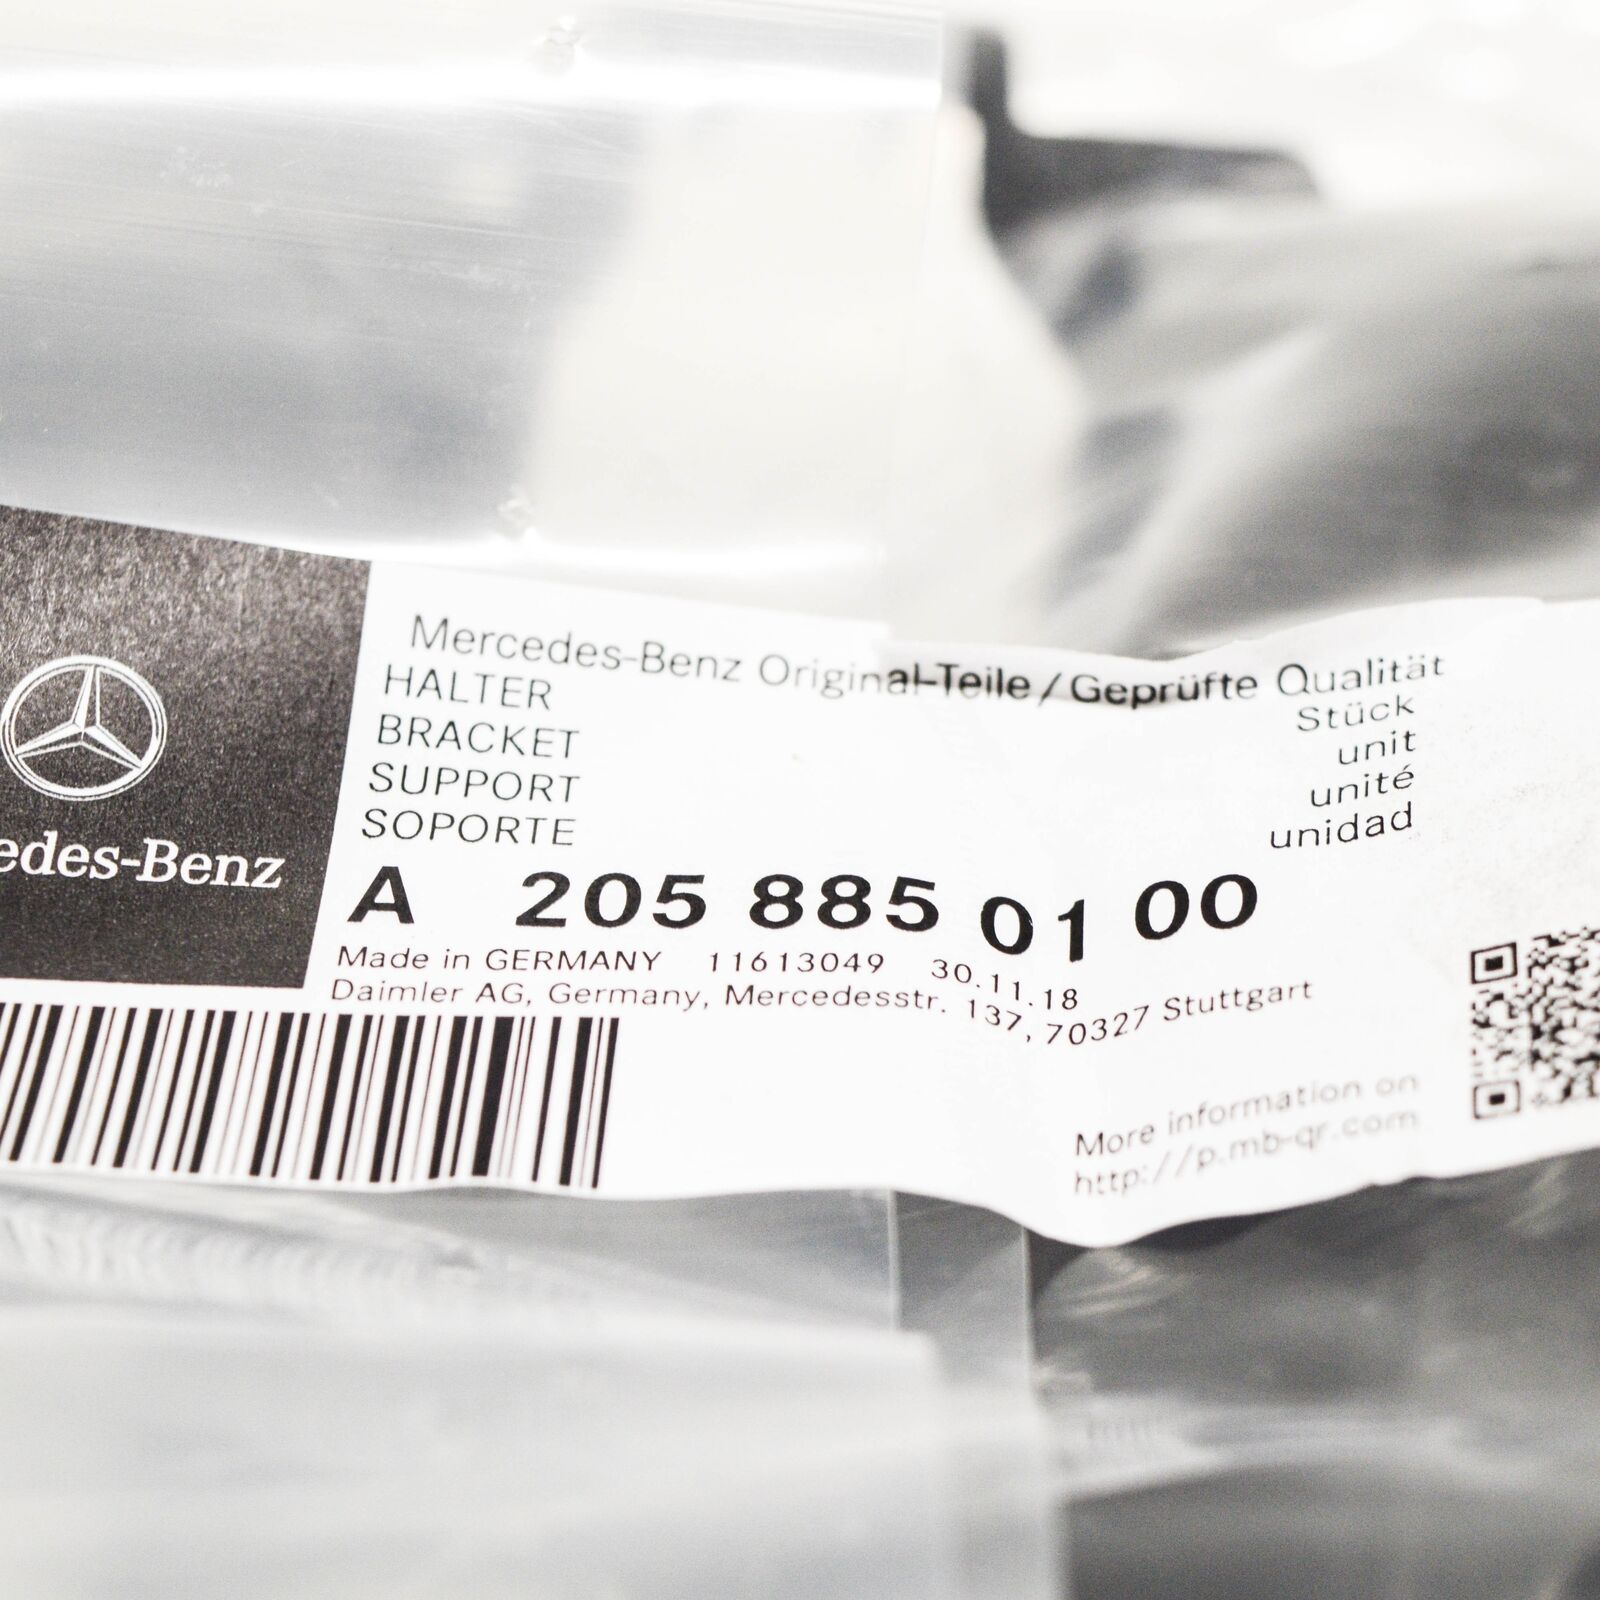 Mercedes-Benz Original-Teile/Geprüfte Qualität
HALTER
BRACKET
SUPPORT
SOPORTE
Stück
unit
unité
unidad
edes-Benz
A 205 885 01 00
Made in GERMANY 11613049 30.11.18
Daimler AG, Germany, Mercedesstr. 137, 70327 Stuttgart
More information on
http://p.mb-qr.com